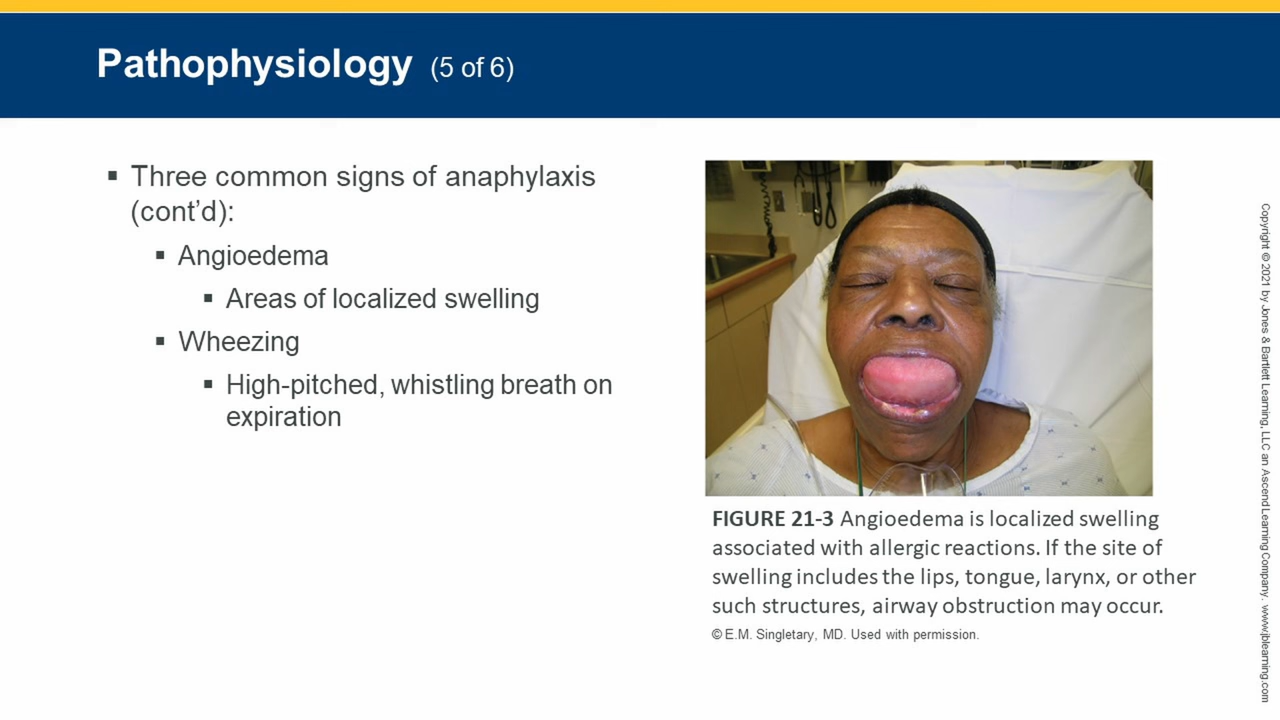 Pathophysiology (5 of 6)
▪ Three common signs of anaphylaxis
(cont’d):
▪ Angioedema
▪ Areas of localized swelling
▪ Wheezing
▪ High-pitched, whistling breath on
expiration
FIGURE 21-3 Angioedema is localized swelling
associated with allergic reactions. If the site of
swelling includes the lips, tongue, larynx, or other
such structures, airway obstruction may occur.
© E.M. Singletary, MD. Used with permission.
Copyright © 2021 by Jones & Bartlett Learning, LLC an Ascend Learning Company. www.jblearning.com